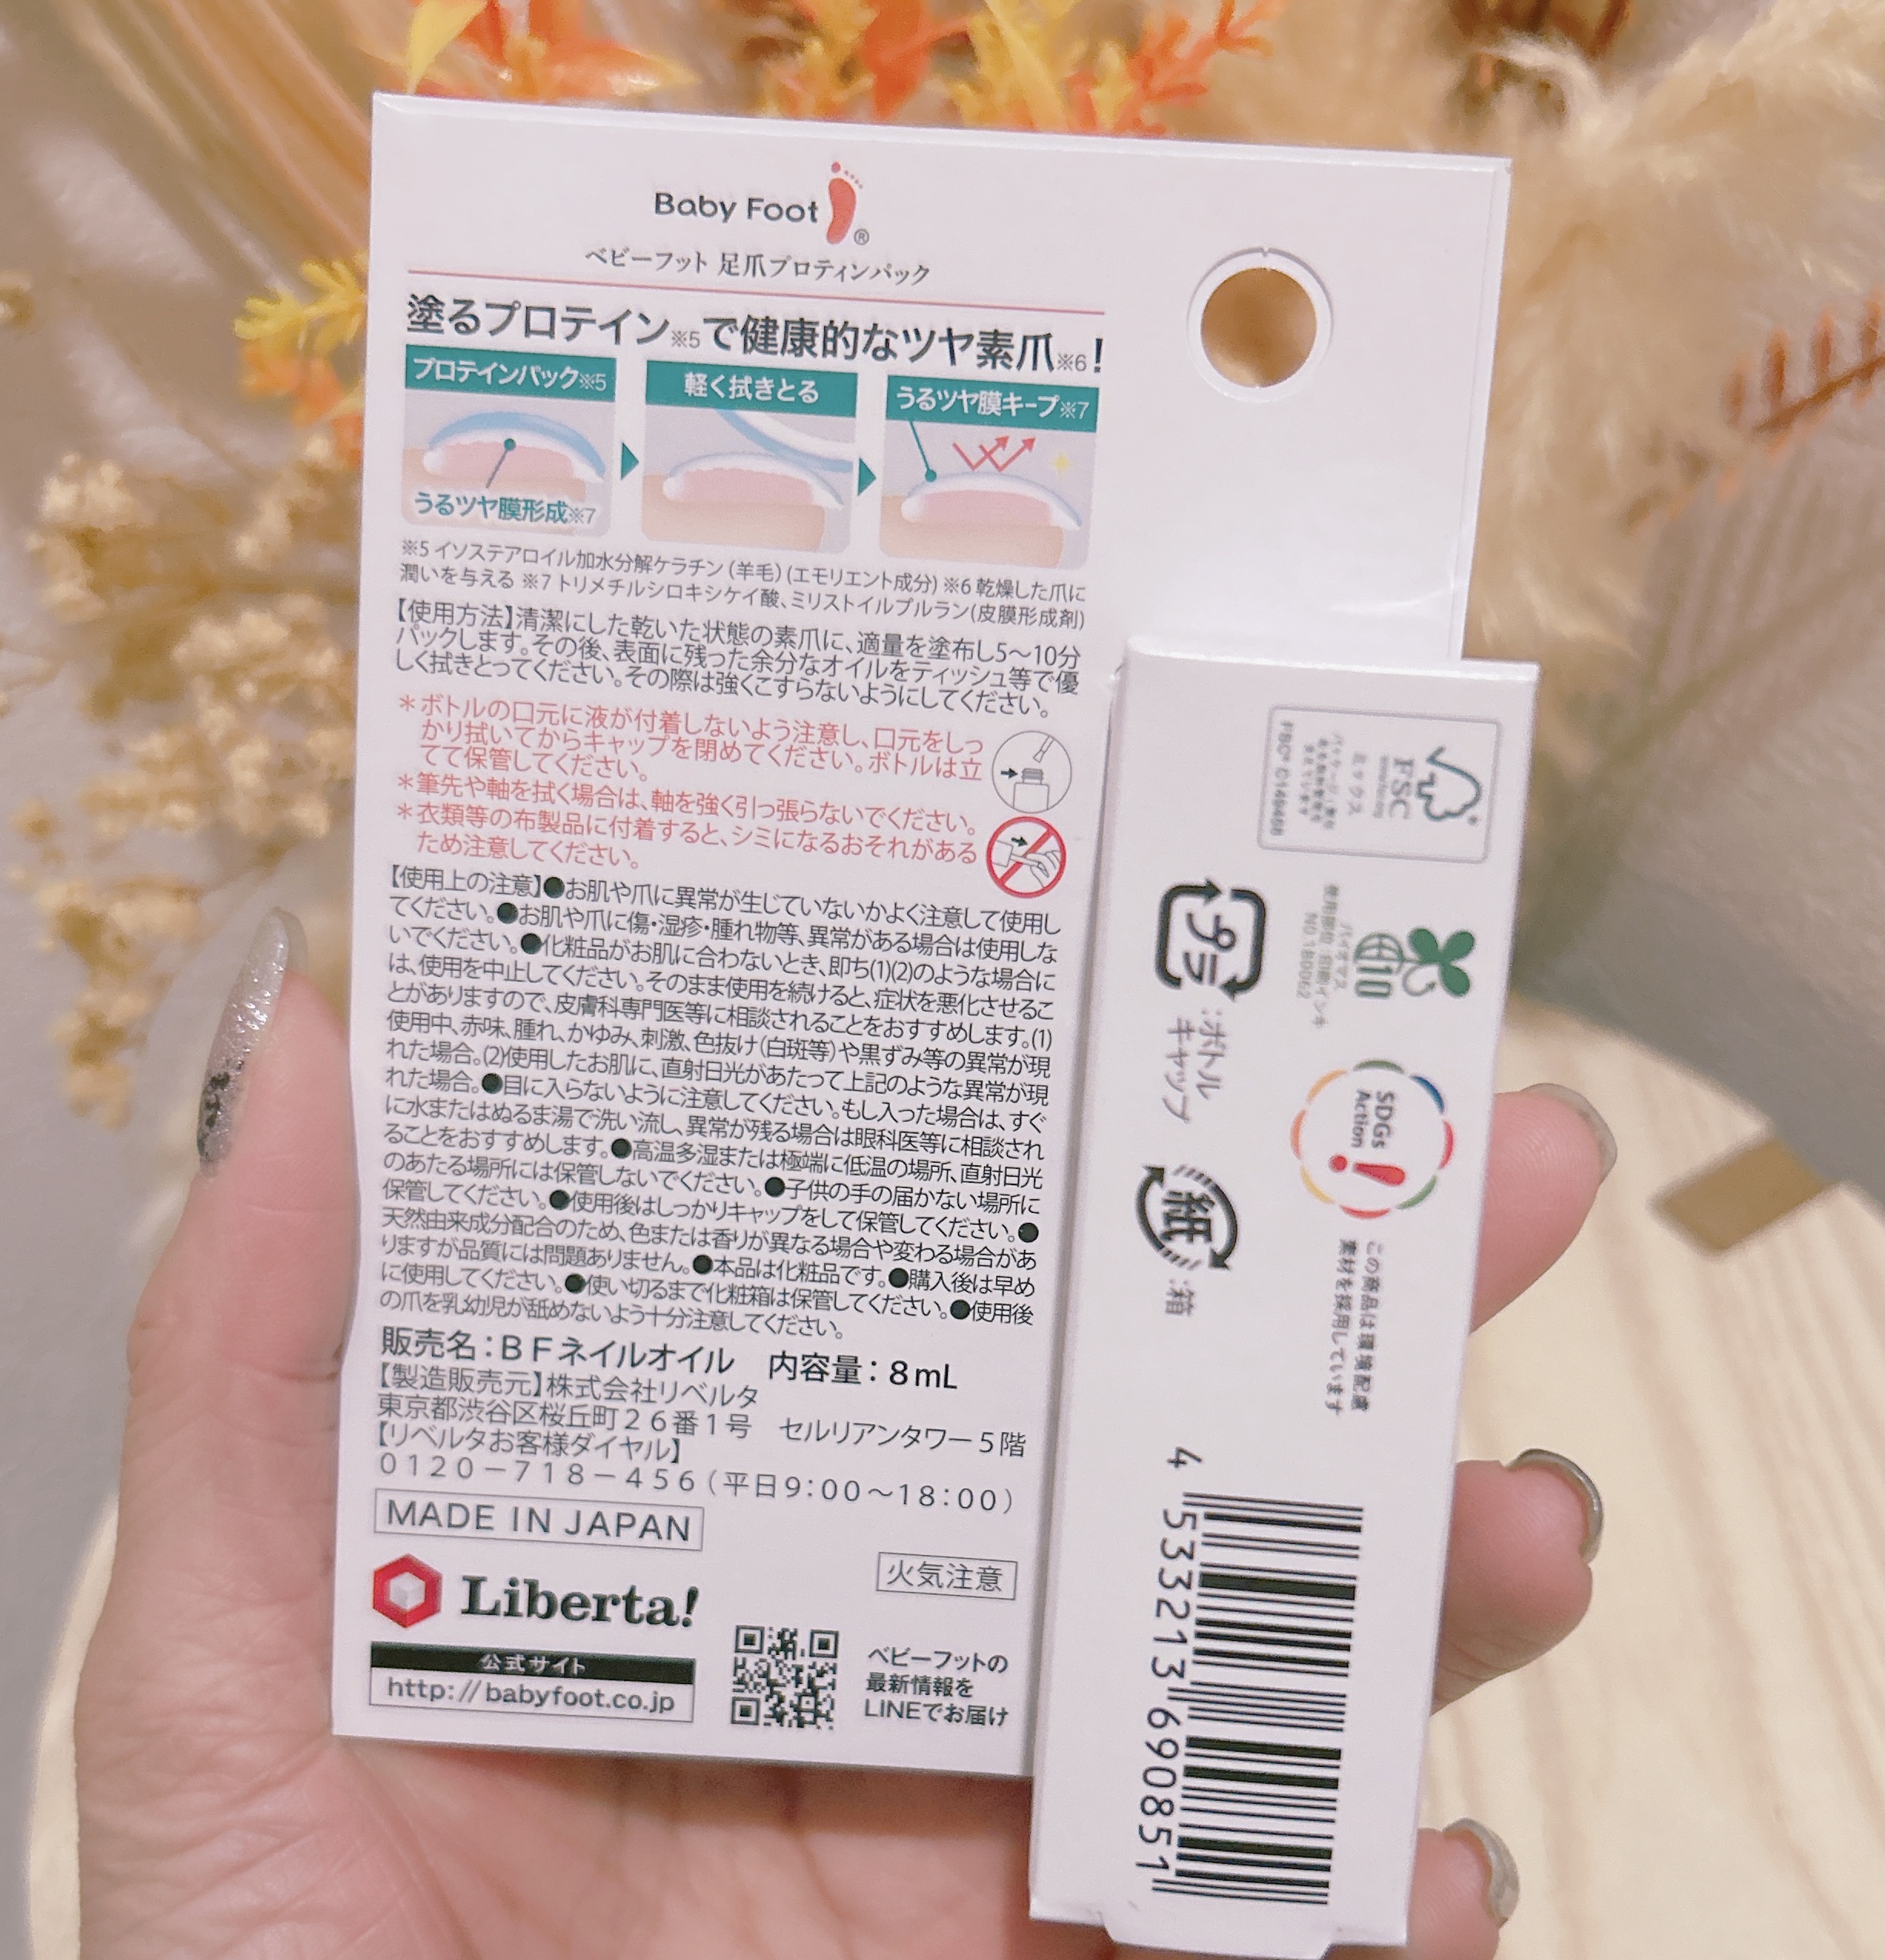 Baby Foot ®
ベビーフット 足爪プロティンパック
塗るプロテイン※5で健康的なツヤ素爪※6!
プロテインパック※5
うるツヤ膜形成※7
軽く拭きとる
うるツヤ膜キープ※7
※5 イソステアロイル加水分解ケラチン (羊毛) (エモリエント成分) ※6 乾燥した爪に
潤いを与える ※7 トリメチルシロキシケイ酸、ミリストイルプルラン(皮膜形成剤)
【使用方法】清潔にした乾いた状態の素爪に、適量を塗布し5〜10分
パックします。その後、表面に残った余分なオイルをティッシュ等で優
しく拭きとってください。その際は強くこすらないようにしてください。
＊ボトルの口元に液が付着しないよう注意し、口元をしっ
かり拭いてからキャップを閉めてください。ボトルは立
てて保管してください。
＊筆先や軸を拭く場合は、軸を強く引っ張らないでください。
＊衣類等の布製品に付着すると、シミになるおそれがある
ため注意してください。
【使用上の注意】●お肌や爪に異常が生じていないかよく注意して使用し
てください。●お肌や爪に傷・湿疹・腫れ物等、異常がある場合は使用しな
いでください。●化粧品がお肌に合わないとき、即ち(1)(2)のような場合に
は、使用を中止してください。そのまま使用を続けると、症状を悪化させるこ
とがありますので、皮膚科専門医等に相談されることをおすすめします。(1)
使用中、赤味、腫れ、かゆみ、刺激、色抜け(白斑等)や黒ずみ等の異常が現
れた場合。(2)使用したお肌に、直射日光があたって上記のような異常が現
れた場合。●目に入らないように注意してください。もし入った場合は、すぐ
に水またはぬるま湯で洗い流し、異常が残る場合は眼科医等に相談され
ることをおすすめします。●高温多湿または極端に低温の場所、直射日光
のあたる場所には保管しないでください。●子供の手の届かない場所に
保管してください。●使用後はしっかりキャップをして保管してください。●
天然由来成分配合のため、色または香りが異なる場合や変わる場合があ
りますが品質には問題ありません。●本品は化粧品です。●購入後は早め
に使用してください。●使い切るまで化粧箱は保管してください。●使用後
の爪を乳幼児が舐めないよう十分注意してください。
販売名：ＢＦネイルオイル 内容量：8mL
【製造販売元】株式会社リベルタ
東京都渋谷区桜丘町２６番１号 セルリアンタワー５階
【リベルタお客様ダイヤル】
０１２０－７１８－４５６（平日９：００～１８：００）
MADE IN JAPAN
火気注意
Liberta!
公式サイト
http://babyfoot.co.jp
ベビーフットの
最新情報を
LINEでお届け
FSC
ミックス
FSC® C149468
10
バイオマス
使用部位：印刷インキ
NO.180062
SDGs
Action!
この商品は環境配慮
素材を採用しています
プラ
:ボトル
キャップ
紙
:箱
4 533213 690851